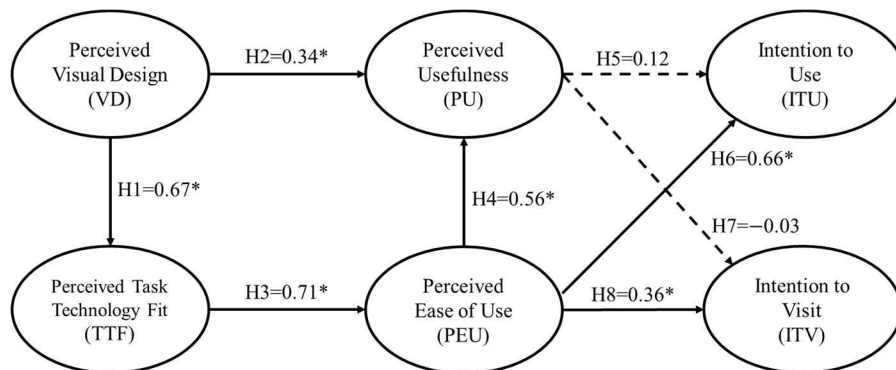 Perceived
Visual Design
(VD)
H2=0.34*
Perceived
Usefulness
(PU)
H5=0.12
Intention to
Use
(ITU)
H1=0.67*
H4=0.56*
H6=0.66*
H7=−0.03
Perceived Task
Technology Fit
(TTF)
H3=0.71*
Perceived
Ease of Use
(PEU)
H8=0.36*
Intention to
Visit
(ITV)